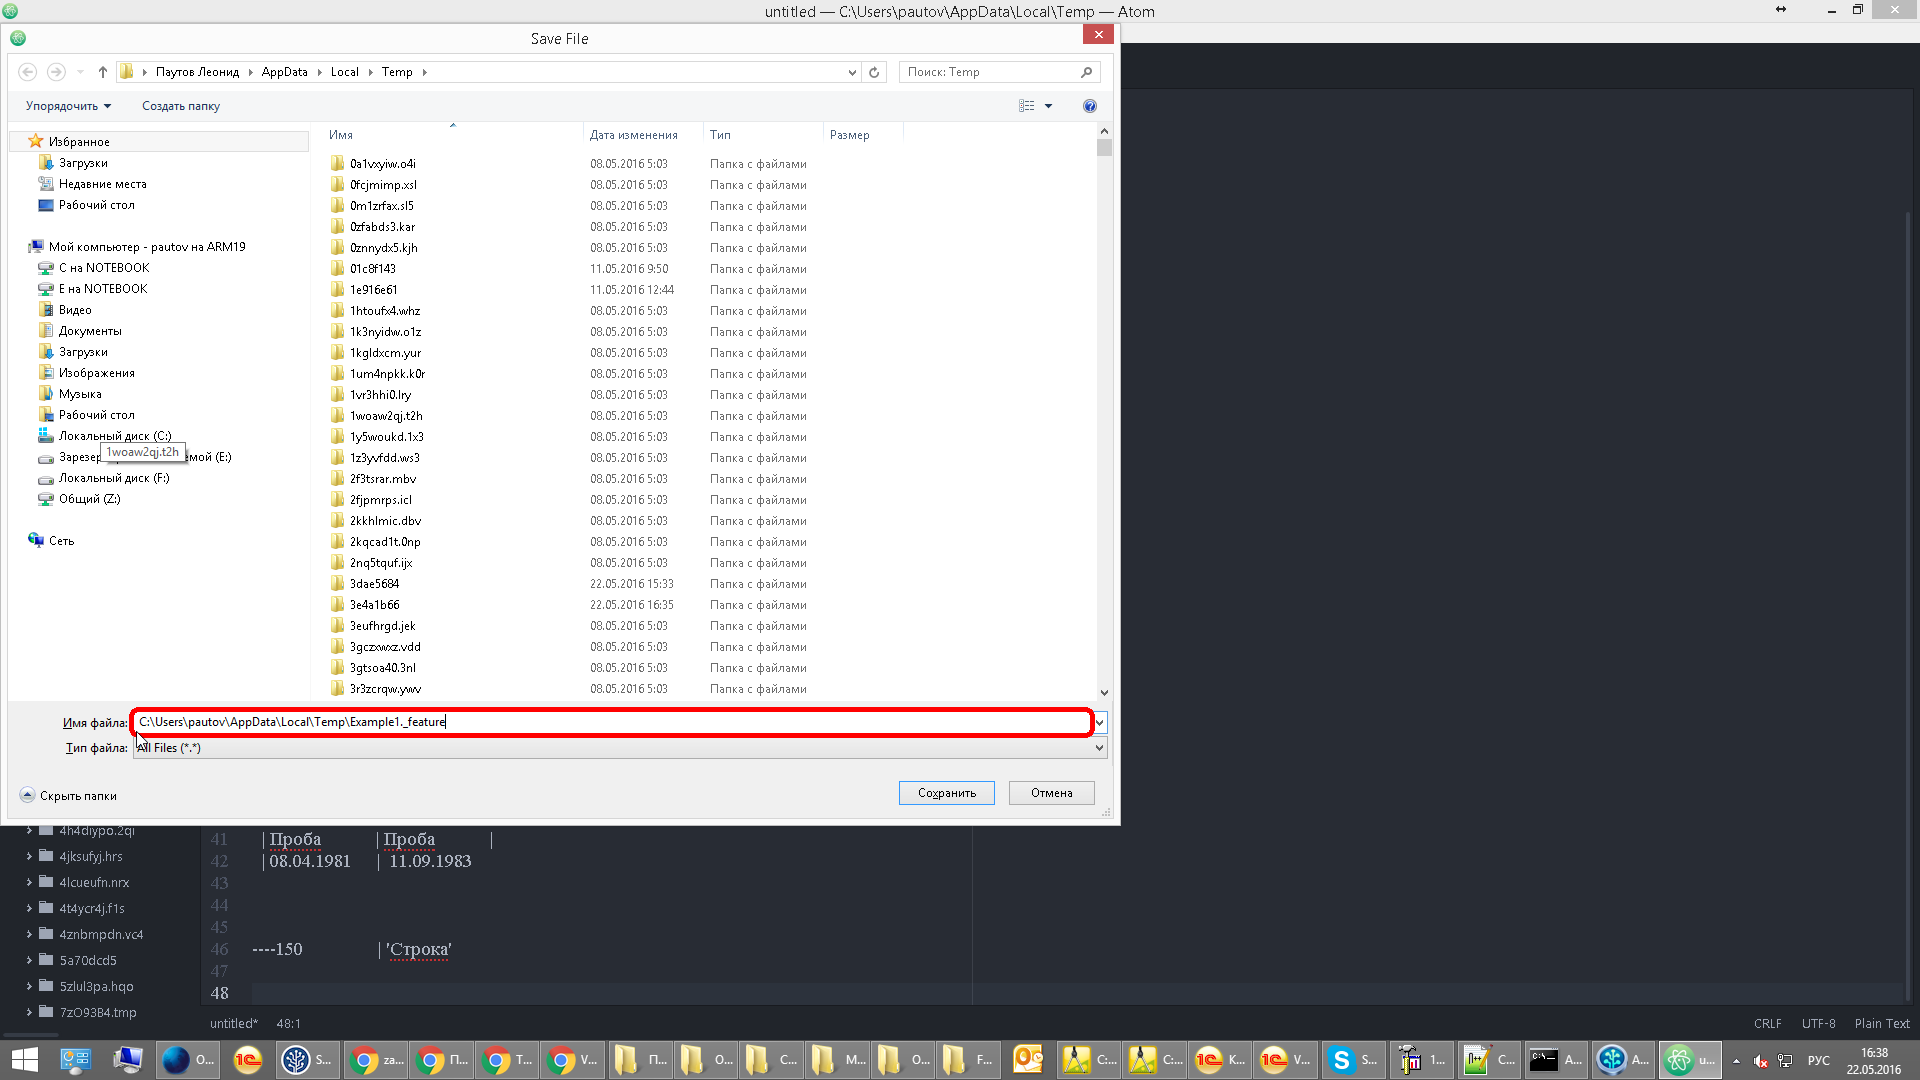 untitled — C:\Users\pautov\AppData\Local\Temp — Atom
Save File
Паутов Леонид
AppData
Local
Temp
Поиск: Temp
Упорядочить
Создать папку
Имя
Дата изменения
Тип
Размер
Избранное
Загрузки
Недавние места
Рабочий стол
Мой компьютер - pautov на ARM19
С на NOTEBOOK
E на NOTEBOOK
Видео
Документы
Загрузки
Изображения
Музыка
Рабочий стол
Локальный диск (C:)
Зарезер
1woaw2qj.t2h
мой (E:)
Локальный диск (F:)
Общий (Z:)
Сеть
0a1vxyiw.o4i 08.05.2016 5:03 Папка с файлами
0fcjmimp.xsl 08.05.2016 5:03 Папка с файлами
0m1zrfax.sl5 08.05.2016 5:03 Папка с файлами
0zfabds3.kar 08.05.2016 5:03 Папка с файлами
0znnydx5.kjh 08.05.2016 5:03 Папка с файлами
01c8f143 11.05.2016 9:50 Папка с файлами
1e916e61 11.05.2016 12:44 Папка с файлами
1htoufx4.whz 08.05.2016 5:03 Папка с файлами
1k3nyidw.o1z 08.05.2016 5:03 Папка с файлами
1kgldxcm.yur 08.05.2016 5:03 Папка с файлами
1um4npkk.k0r 08.05.2016 5:03 Папка с файлами
1vr3hhi0.lry 08.05.2016 5:03 Папка с файлами
1woaw2qj.t2h 08.05.2016 5:03 Папка с файлами
1y5woukd.1x3 08.05.2016 5:03 Папка с файлами
1z3yvfdd.ws3 08.05.2016 5:03 Папка с файлами
2f3tsrar.mbv 08.05.2016 5:03 Папка с файлами
2fjpmrps.icl 08.05.2016 5:03 Папка с файлами
2kkhlmic.dbv 08.05.2016 5:03 Папка с файлами
2kqcad1t.0np 08.05.2016 5:03 Папка с файлами
2nq5tquf.ijx 08.05.2016 5:03 Папка с файлами
3dae5684 22.05.2016 15:33 Папка с файлами
3e4a1b66 22.05.2016 16:35 Папка с файлами
3eufhrgd.jek 08.05.2016 5:03 Папка с файлами
3gczxwxz.vdd 08.05.2016 5:03 Папка с файлами
3gtsoa40.3nl 08.05.2016 5:03 Папка с файлами
3r3zcrqw.ywv 08.05.2016 5:03 Папка с файлами
Имя файла: C:\Users\pautov\AppData\Local\Temp\Example1._feature
Тип файла: All Files (*.*)
Скрыть папки
Сохранить
Отмена
4h4diypo.2qi
4jksufyj.hrs
4lcueufn.nrx
4t4ycr4j.f1s
4znbmpdn.vc4
5a70dcd5
5zlul3pa.hqo
7zO93B4.tmp
41 | Проба | Проба |
42 | 08.04.1981 | 11.09.1983
43
44
45
46 ----150 | 'Строка'
47
48
untitled* 48:1
CRLF UTF-8 Plain Text
O... S... za... П... T... V... П... O... C... M... O... F... C:... C:... K... V... S... 1... C... A... A... u...
РУС
16:38
22.05.2016